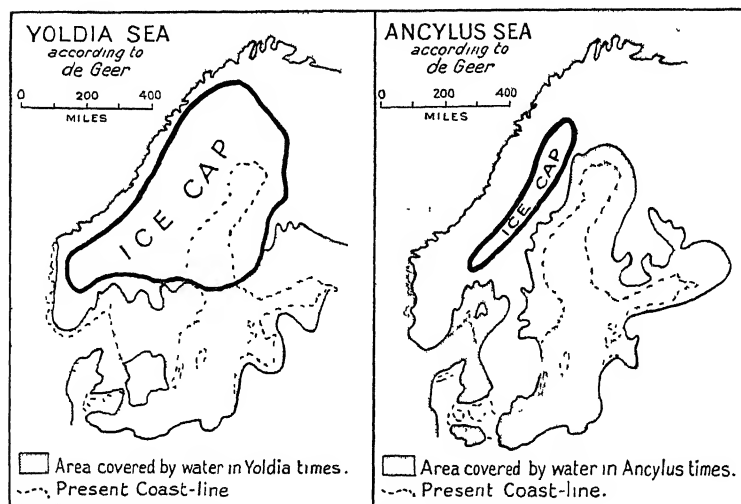 YOLDIA SEA
according to
de Geer
0 200 400
MILES
ICE CAP
Area covered by water in Yoldia times.
Present Coast-line
ANCYLUS SEA
according to
de Geer
0 200 400
MILES
ICE CAP
Area covered by water in Ancylus times.
Present Coast-line.